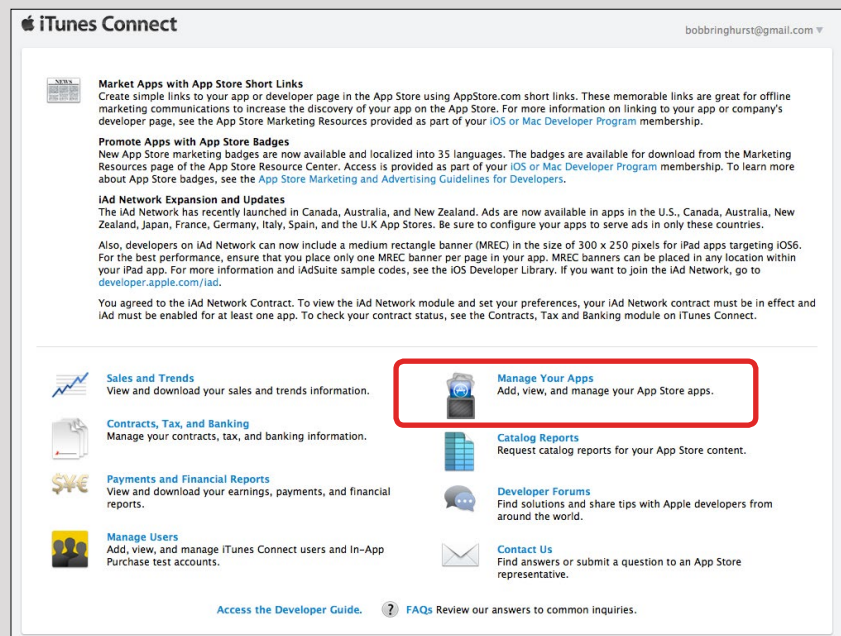 iTunes Connect
bobbringhurst@gmail.com
NEWS
Market Apps with App Store Short Links
Create simple links to your app or developer page in the App Store using AppStore.com short links. These memorable links are great for offline
marketing communications to increase the discovery of your app on the App Store. For more information on linking to your app or company's
developer page, see the App Store Marketing Resources provided as part of your iOS or Mac Developer Program membership.
Promote Apps with App Store Badges
New App Store marketing badges are now available and localized into 35 languages. The badges are available for download from the Marketing
Resources page of the App Store Resource Center. Access is provided as part of your iOS or Mac Developer Program membership. To learn more
about App Store badges, see the App Store Marketing and Advertising Guidelines for Developers.
iAd Network Expansion and Updates
The iAd Network has recently launched in Canada, Australia, and New Zealand. Ads are now available in apps in the U.S., Canada, Australia, New
Zealand, Japan, France, Germany, Italy, Spain, and the U.K App Stores. Be sure to configure your apps to serve ads in only these countries.
Also, developers on iAd Network can now include a medium rectangle banner (MREC) in the size of 300 x 250 pixels for iPad apps targeting iOS6.
For the best performance, ensure that you place only one MREC banner per page in your app. MREC banners can be placed in any location within
your iPad app. For more information and iAdSuite sample codes, see the iOS Developer Library. If you want to join the iAd Network, go to
developer.apple.com/iad.
You agreed to the iAd Network Contract. To view the iAd Network module and set your preferences, your iAd Network contract must be in effect and
iAd must be enabled for at least one app. To check your contract status, see the Contracts, Tax and Banking module on iTunes Connect.
Sales and Trends
View and download your sales and trends information.
Contracts, Tax, and Banking
Manage your contracts, tax, and banking information.
$¥€
Payments and Financial Reports
View and download your earnings, payments, and financial
reports.
Manage Users
Add, view, and manage iTunes Connect users and In-App
Purchase test accounts.
Manage Your Apps
Add, view, and manage your App Store apps.
Catalog Reports
Request catalog reports for your App Store content.
Developer Forums
Find solutions and share tips with Apple developers from
around the world.
Contact Us
Find answers or submit a question to an App Store
representative.
Access the Developer Guide. ? FAQs Review our answers to common inquiries.